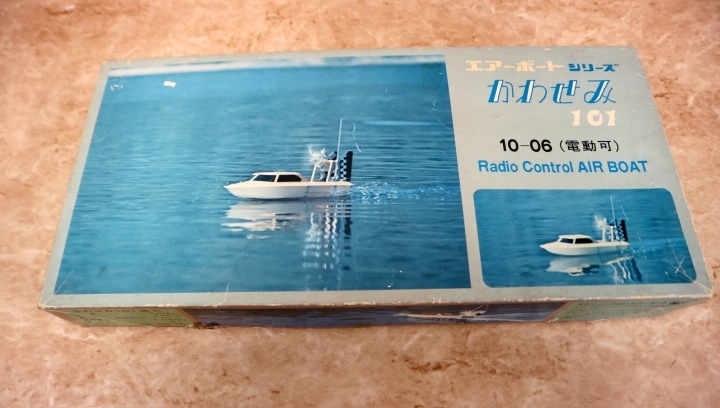 エアーボートシリーズ
かわせみ
101
10-06 (電動可)
Radio Control AIR BOAT